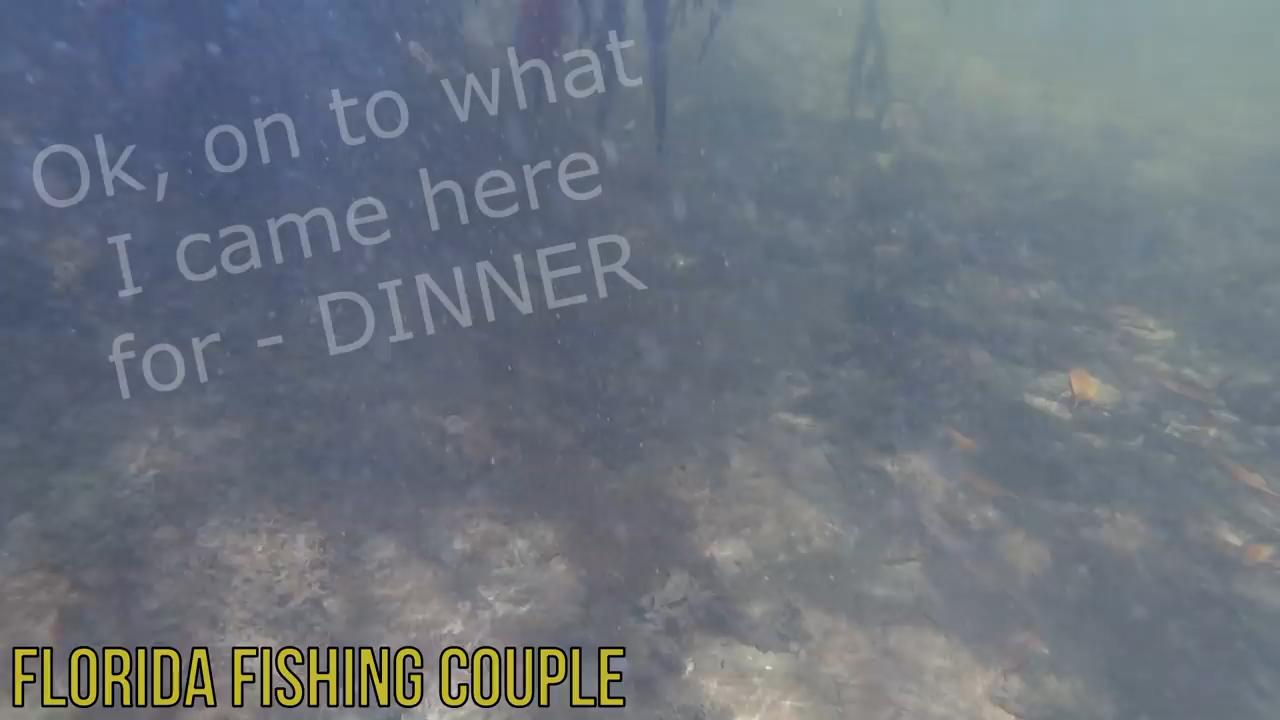 Ok, on to what
I came here
for - DINNER
FLORIDA FISHING COUPLE